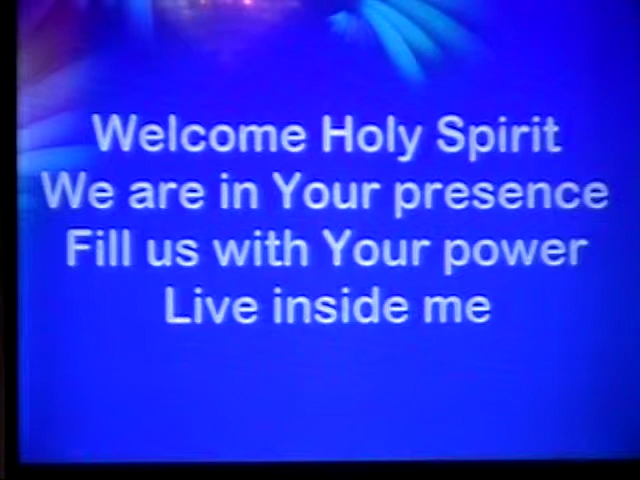 Welcome Holy Spirit
We are in Your presence
Fill us with Your power
Live inside me